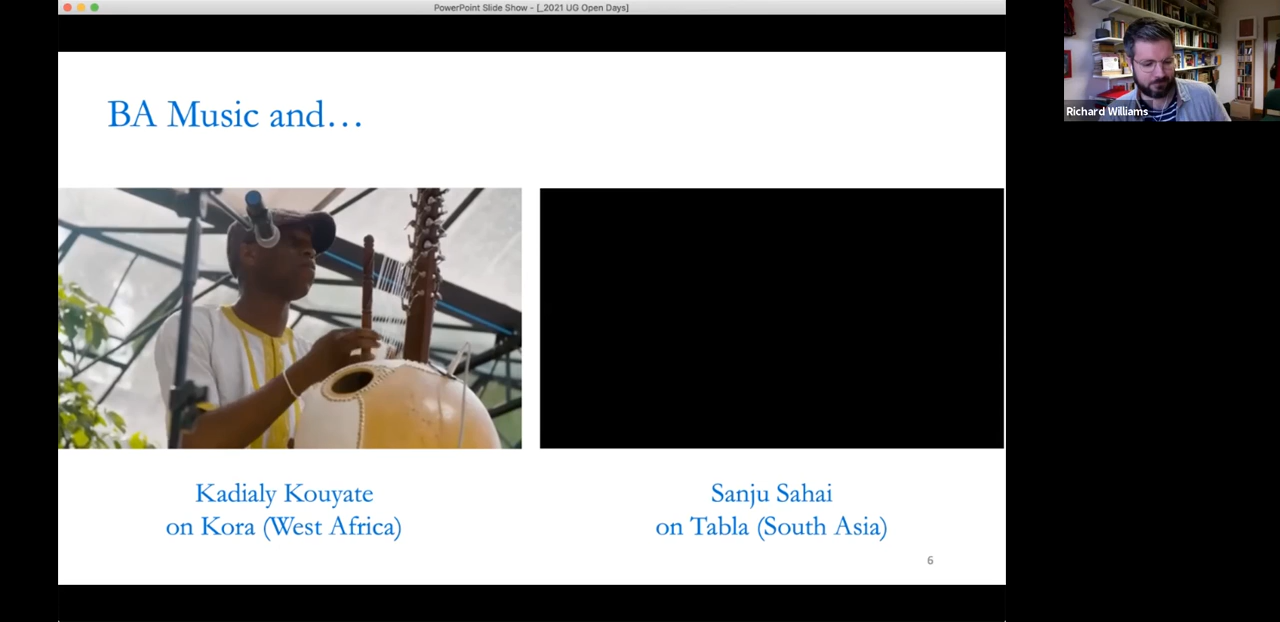 PowerPoint Slide Show - [_2021 UG Open Days]
Richard Williams
BA Music and…
Kadialy Kouyate
on Kora (West Africa)
Sanju Sahai
on Tabla (South Asia)
6